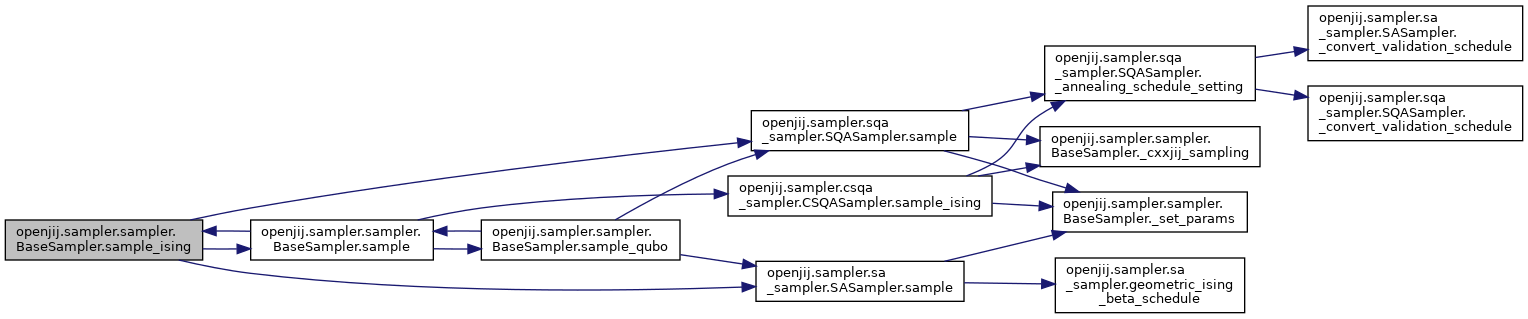 openjij.sampler.sampler.
BaseSampler.sample_ising
openjij.sampler.sampler.
BaseSampler.sample
openjij.sampler.sampler.
BaseSampler.sample_qubo
openjij.sampler.sqa
_sampler.SQASampler.sample
openjij.sampler.csqa
_sampler.CSQASampler.sample_ising
openjij.sampler.sa
_sampler.SASampler.sample
openjij.sampler.sqa
_sampler.SQASampler.
_annealing_schedule_setting
openjij.sampler.sampler.
BaseSampler._cxxjij_sampling
openjij.sampler.sampler.
BaseSampler._set_params
openjij.sampler.sa
_sampler.geometric_ising
_beta_schedule
openjij.sampler.sa
_sampler.SASampler.
_convert_validation_schedule
openjij.sampler.sqa
_sampler.SQASampler.
_convert_validation_schedule